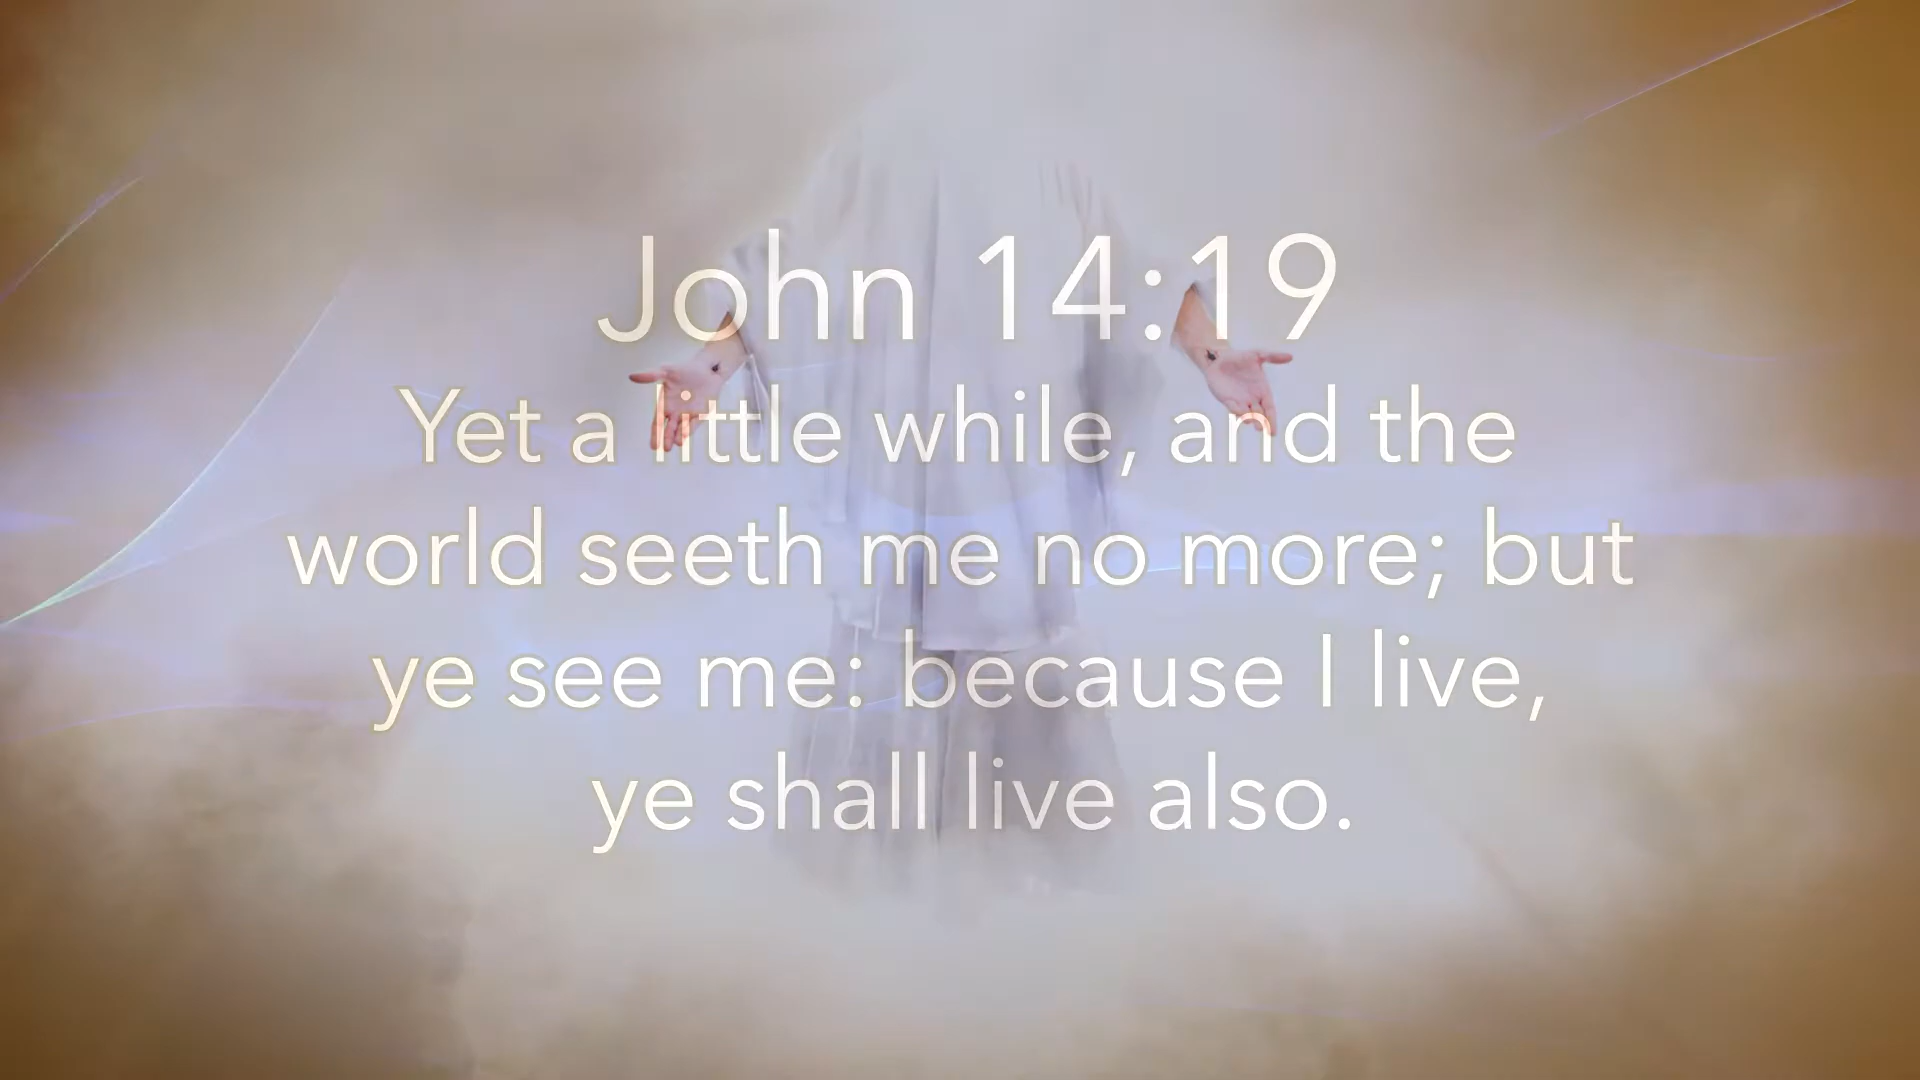 John 14:19
Yet a little while, and the
world seeth me no more; but
ye see me: because I live,
ye shall live also.